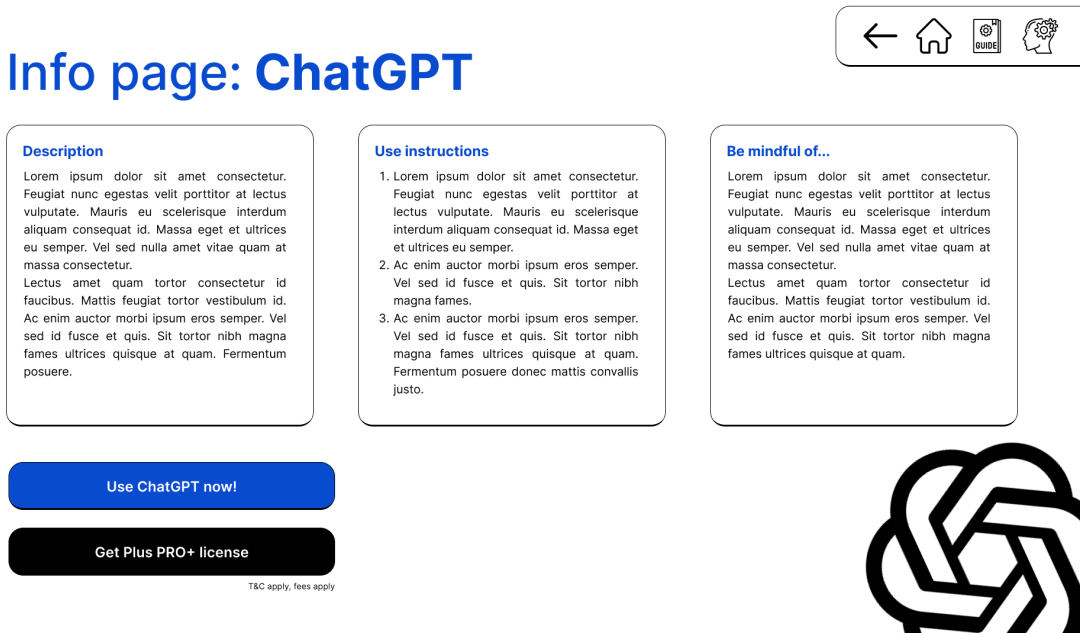 GUIDE
Info page: ChatGPT
Description
Lorem ipsum dolor sit amet consectetur.
Feugiat nunc egestas velit porttitor at lectus
vulputate. Mauris eu scelerisque interdum
aliquam consequat id. Massa eget et ultrices
eu semper. Vel sed nulla amet vitae quam at
massa consectetur.
Lectus amet quam tortor consectetur id
faucibus. Mattis feugiat tortor vestibulum id.
Ac enim auctor morbi ipsum eros semper. Vel
sed id fusce et quis. Sit tortor nibh magna
fames ultrices quisque at quam. Fermentum
posuere.
Use instructions
1. Lorem ipsum dolor sit amet consectetur.
Feugiat nunc egestas velit porttitor at
lectus vulputate. Mauris eu scelerisque
interdum aliquam consequat id. Massa eget
et ultrices eu semper.
2. Ac enim auctor morbi ipsum eros semper.
Vel sed id fusce et quis. Sit tortor nibh
magna fames.
3. Ac enim auctor morbi ipsum eros semper.
Vel sed id fusce et quis. Sit tortor nibh
magna fames ultrices quisque at quam.
Fermentum posuere donec mattis convallis
justo.
Be mindful of...
Lorem ipsum dolor sit amet consectetur.
Feugiat nunc egestas velit porttitor at lectus
vulputate. Mauris eu scelerisque interdum
aliquam consequat id. Massa eget et ultrices
eu semper. Vel sed nulla amet vitae quam at
massa consectetur.
Lectus amet quam tortor consectetur id
faucibus. Mattis feugiat tortor vestibulum id.
Ac enim auctor morbi ipsum eros semper. Vel
sed id fusce et quis. Sit tortor nibh magna
fames ultrices quisque at quam.
Use ChatGPT now!
Get Plus PRO+ license
T&C apply, fees apply